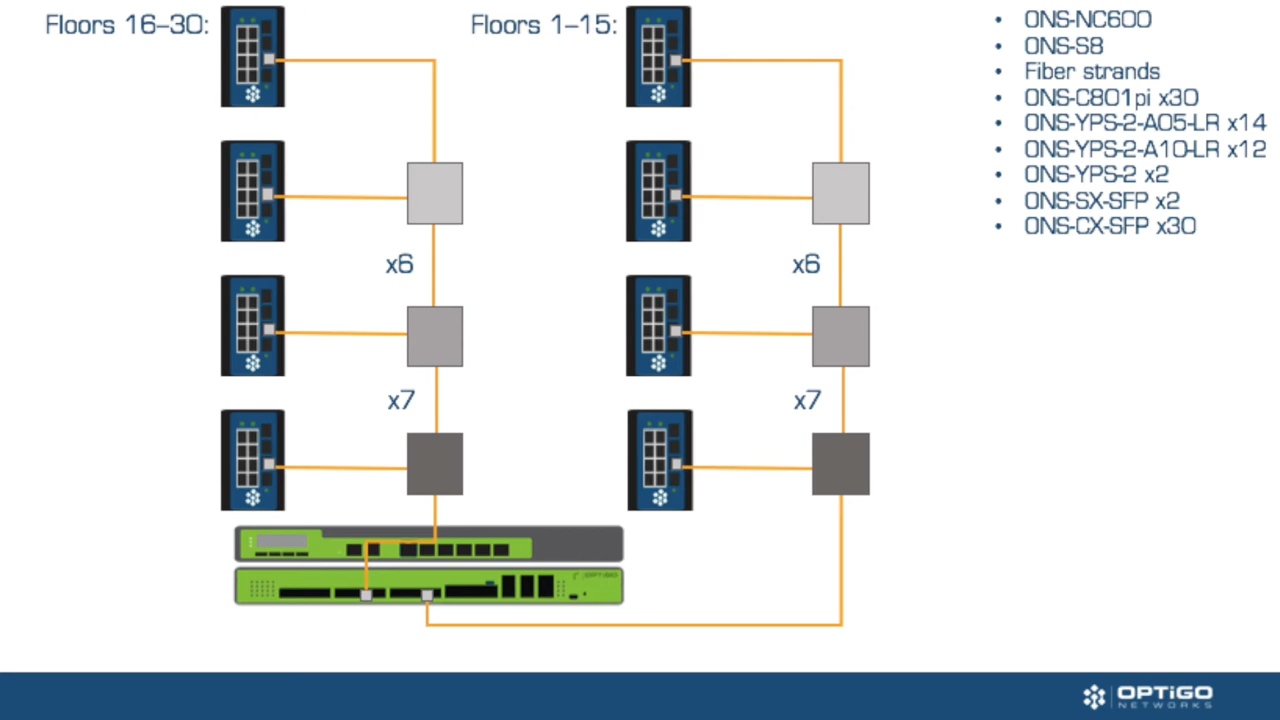 Floors 16–30:
Floors 1–15:
x6
x6
x7
x7
• ONS-NC600
• ONS-S8
• Fiber strands
• ONS-C801pi x30
• ONS-YPS-2-A05-LR x14
• ONS-YPS-2-A10-LR x12
• ONS-YPS-2 x2
• ONS-SX-SFP x2
• ONS-CX-SFP x30
OPTiGO
OPTiGO
NETWORKS